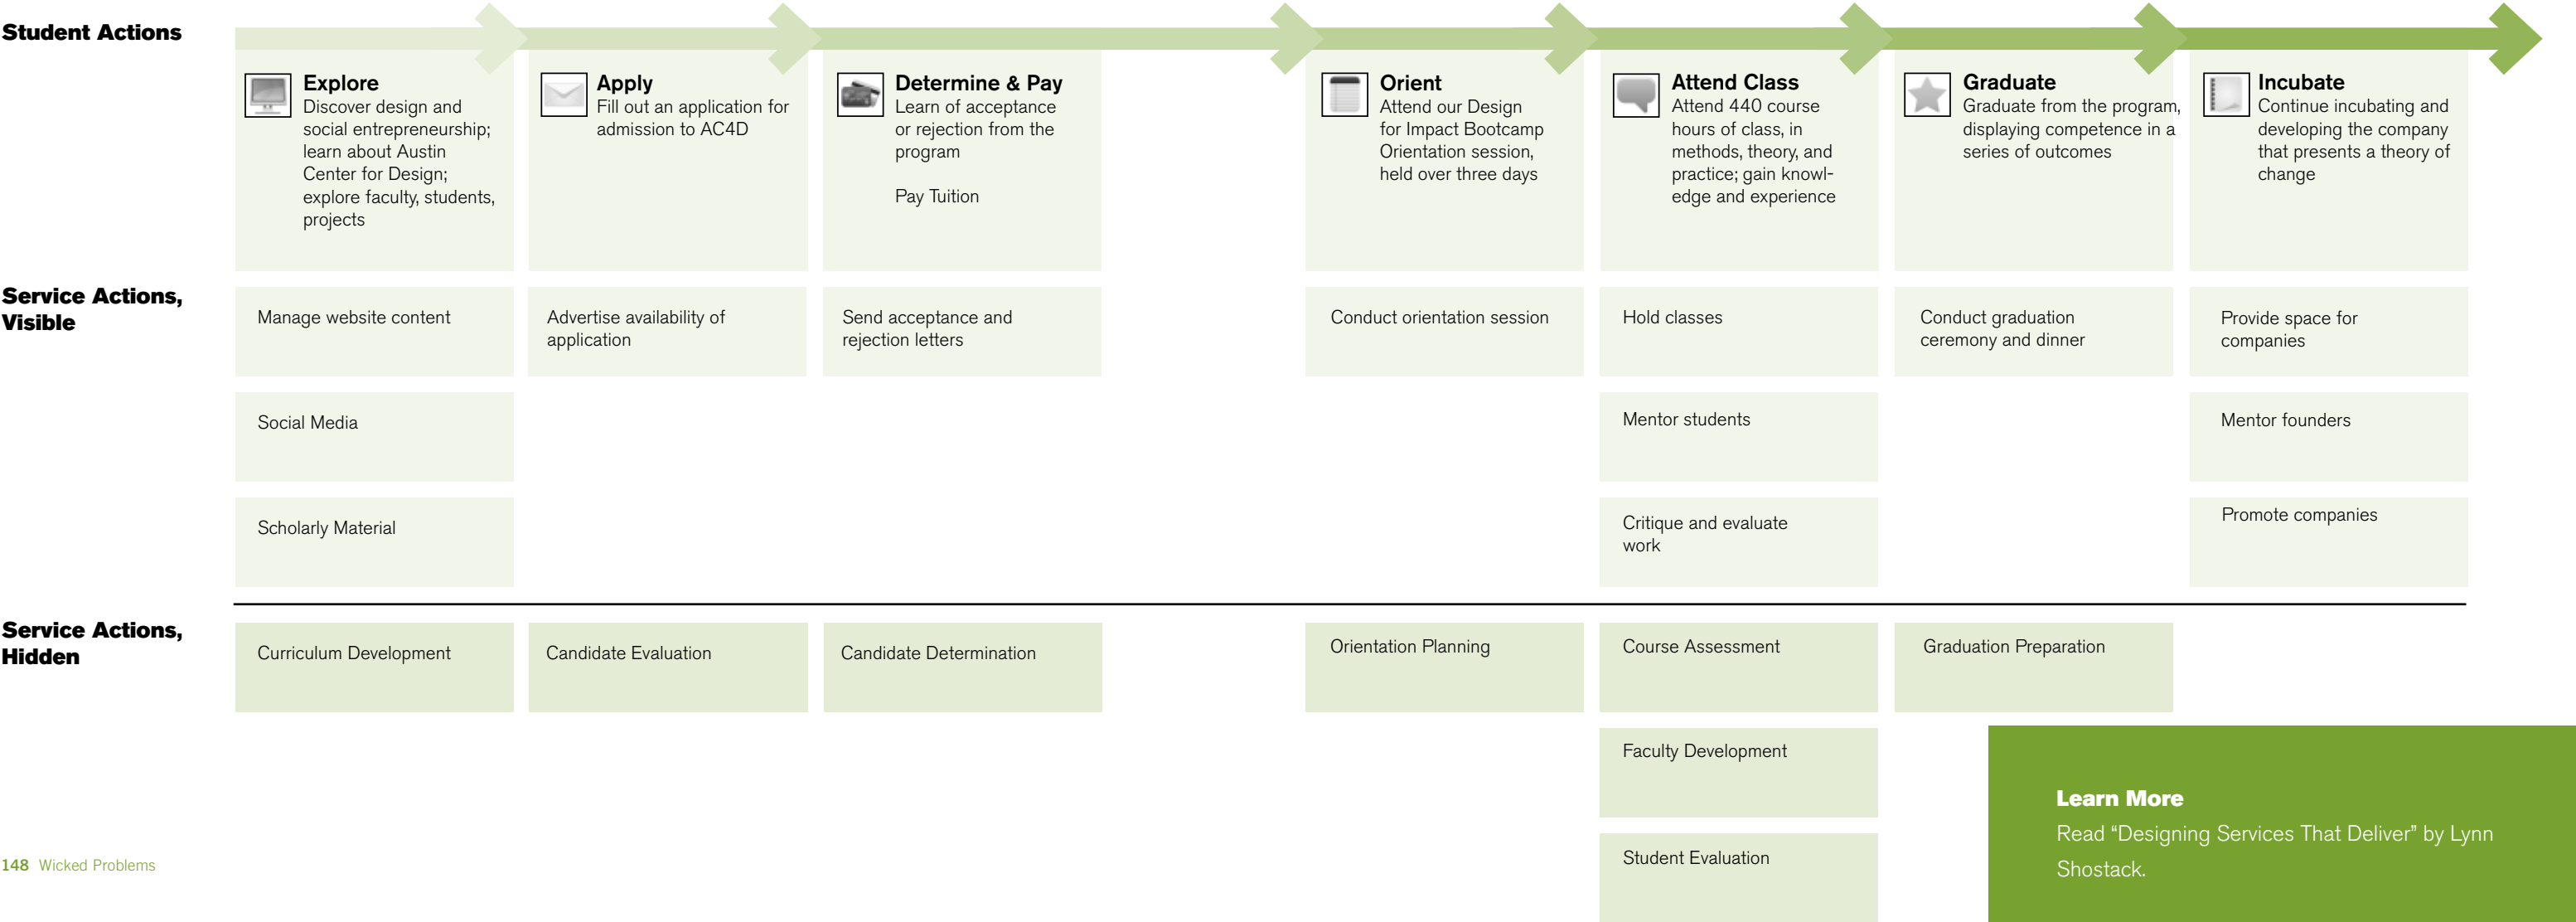 Student Actions
Explore
Discover design and
social entrepreneurship;
learn about Austin
Center for Design;
explore faculty, students,
projects
Apply
Fill out an application for
admission to AC4D
Determine & Pay
Learn of acceptance
or rejection from the
program
Pay Tuition
Orient
Attend our Design
for Impact Bootcamp
Orientation session,
held over three days
Attend Class
Attend 440 course
hours of class, in
methods, theory, and
practice; gain knowl-
edge and experience
Graduate
Graduate from the program,
displaying competence in a
series of outcomes
Incubate
Continue incubating and
developing the company
that presents a theory of
change
Service Actions,
Visible
Manage website content
Advertise availability of
application
Send acceptance and
rejection letters
Conduct orientation session
Hold classes
Conduct graduation
ceremony and dinner
Provide space for
companies
Social Media
Mentor students
Mentor founders
Scholarly Material
Critique and evaluate
work
Promote companies
Service Actions,
Hidden
Curriculum Development
Candidate Evaluation
Candidate Determination
Orientation Planning
Course Assessment
Graduation Preparation
Faculty Development
Student Evaluation
Learn More
Read “Designing Services That Deliver” by Lynn
Shostack.
148 Wicked Problems